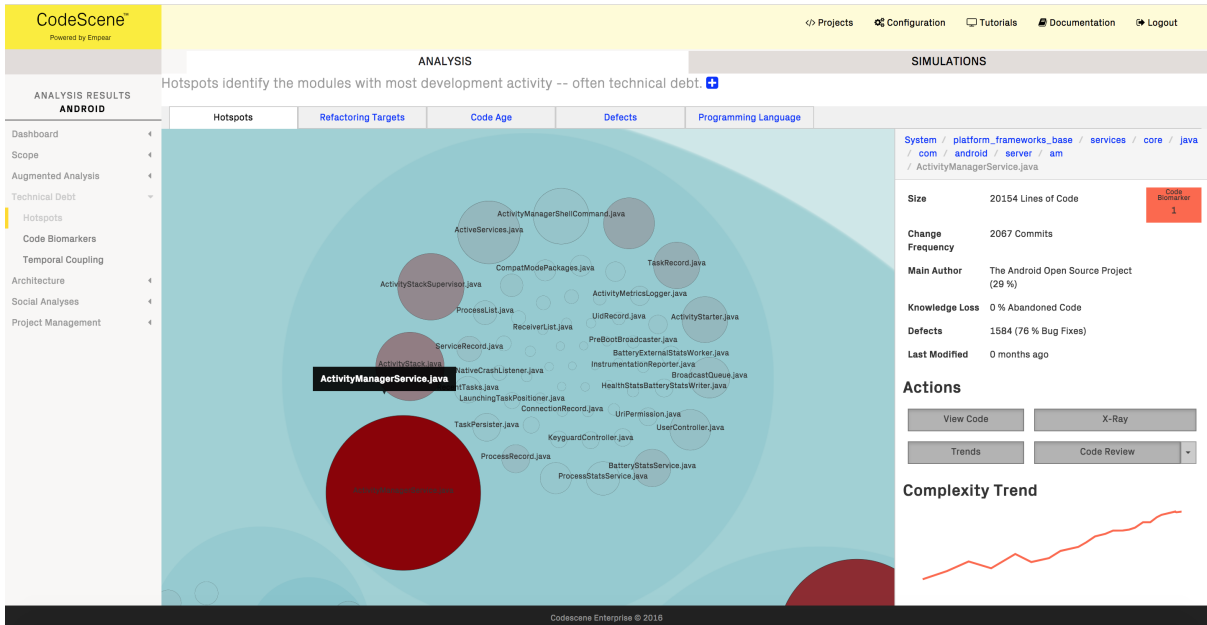 CodeScene™
Powered by Empear
</> Projects
Configuration
Tutorials
Documentation
Logout
ANALYSIS
SIMULATIONS
Hotspots identify the modules with most development activity -- often technical debt.
ANALYSIS RESULTS
ANDROID
Dashboard
Scope
Augmented Analysis
Technical Debt
Hotspots
Code Biomarkers
Temporal Coupling
Architecture
Social Analyses
Project Management
Hotspots
Refactoring Targets
Code Age
Defects
Programming Language
ActivityManagerShellCommand.java
ActiveServices.java
TaskRecord.java
CompatModePackages.java
ActivityStackSupervisor.java
ActivityMetricsLogger.java
ProcessList.java
UidRecord.java
ActivityStarter.java
ReceiverList.java
PreBootBroadcaster.java
ServiceRecord.java
BatteryExternalStatsWorker.java
ActivityStack.java
InstrumentationReporter.java
NativeCrashListener.java
BroadcastQueue.java
ActivityManagerService.java
ntTasks.java
HealthStatsBatteryStatsWriter.java
LaunchingTaskPositioner.java
ConnectionRecord.java
UriPermission.java
TaskPersister.java
UserController.java
KeyguardController.java
ProcessRecord.java
BatteryStatsService.java
ProcessStatsService.java
ActivityManagerService.java
System / platform_frameworks_base / services / core / java
/ com / android / server / am
/ ActivityManagerService.java
Size 20154 Lines of Code
Code
Biomarker
1
Change
Frequency
2067 Commits
Main Author The Android Open Source Project
(29 %)
Knowledge Loss 0 % Abandoned Code
Defects 1584 (76 % Bug Fixes)
Last Modified 0 months ago
Actions
View Code
X-Ray
Trends
Code Review
Complexity Trend
Codescene Enterprise © 2016